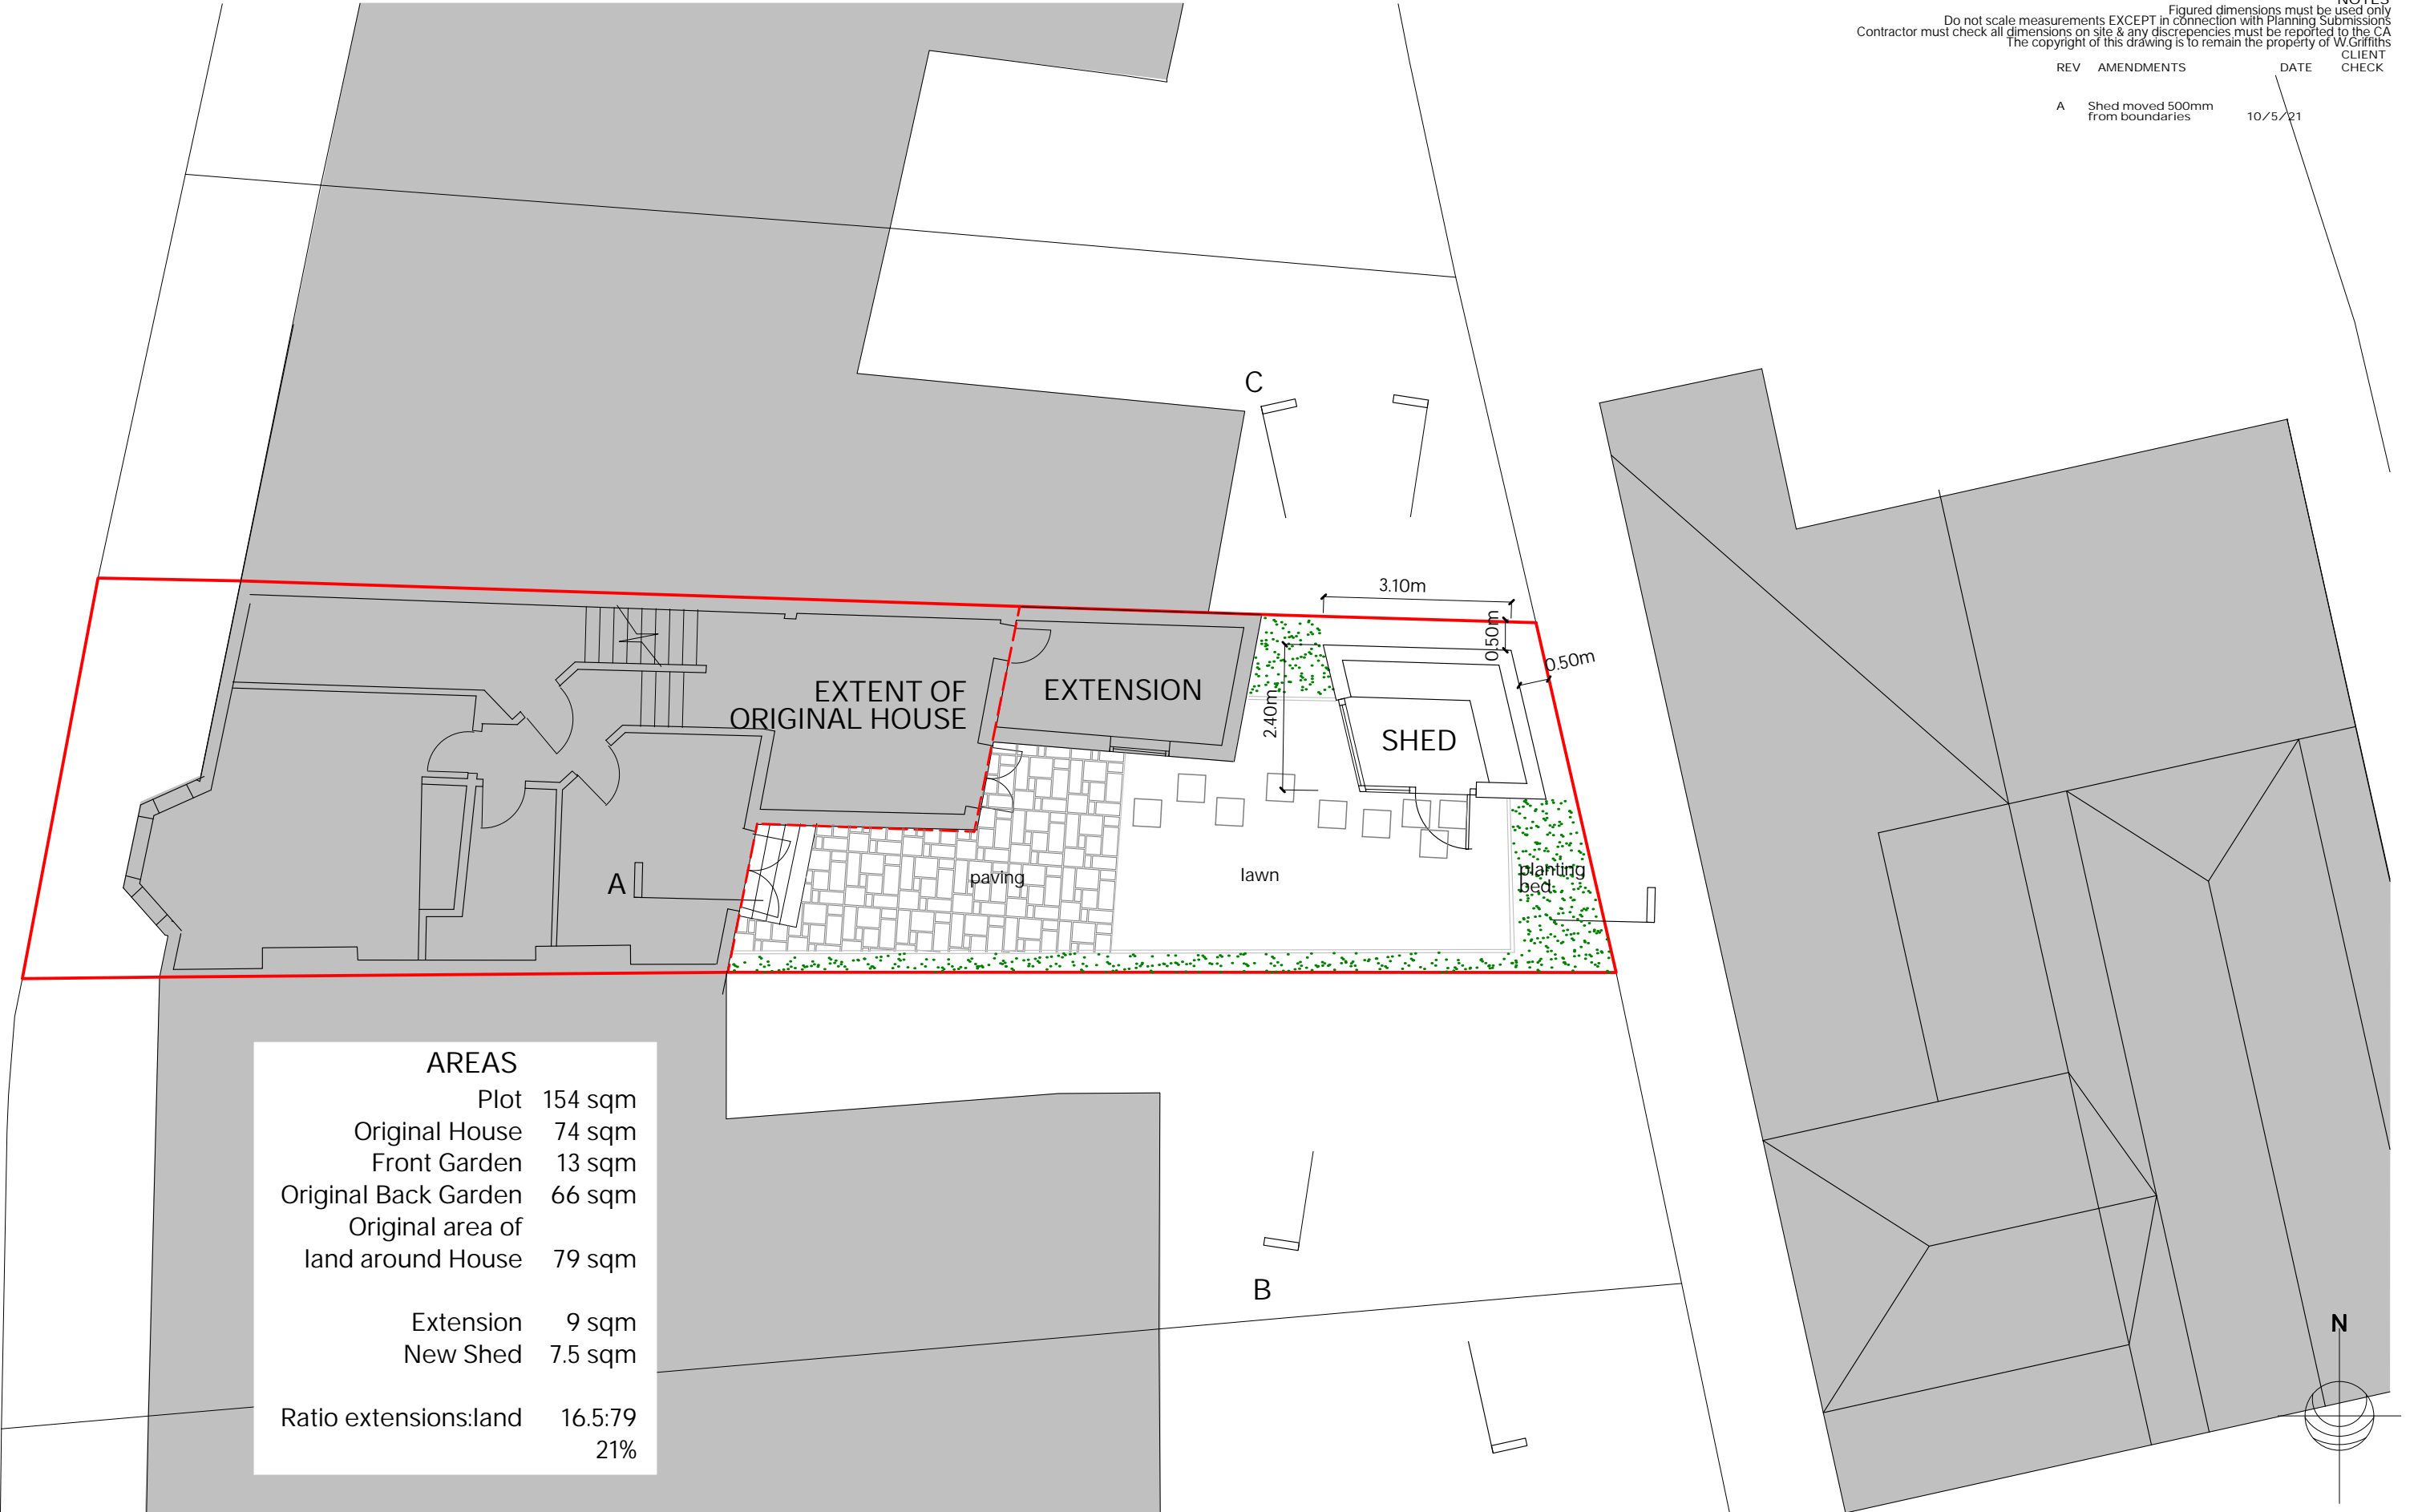 NOTES
Figured dimensions must be used only
Do not scale measurements EXCEPT in connection with Planning Submissions
Contractor must check all dimensions on site & any discrepencies must be reported to the CA
The copyright of this drawing is to remain the property of W.Griffiths
CLIENT
REV AMENDMENTS DATE CHECK
A Shed moved 500mm
from boundaries 10/5/21
C
3.10m
0.50m
0.50m
2.40m
EXTENT OF
ORIGINAL HOUSE
EXTENSION
SHED
A
paving
lawn
planting
bed
B
AREAS
Plot 154 sqm
Original House 74 sqm
Front Garden 13 sqm
Original Back Garden 66 sqm
Original area of
land around House 79 sqm
Extension 9 sqm
New Shed 7.5 sqm
Ratio extensions:land 16.5:79
21%
N